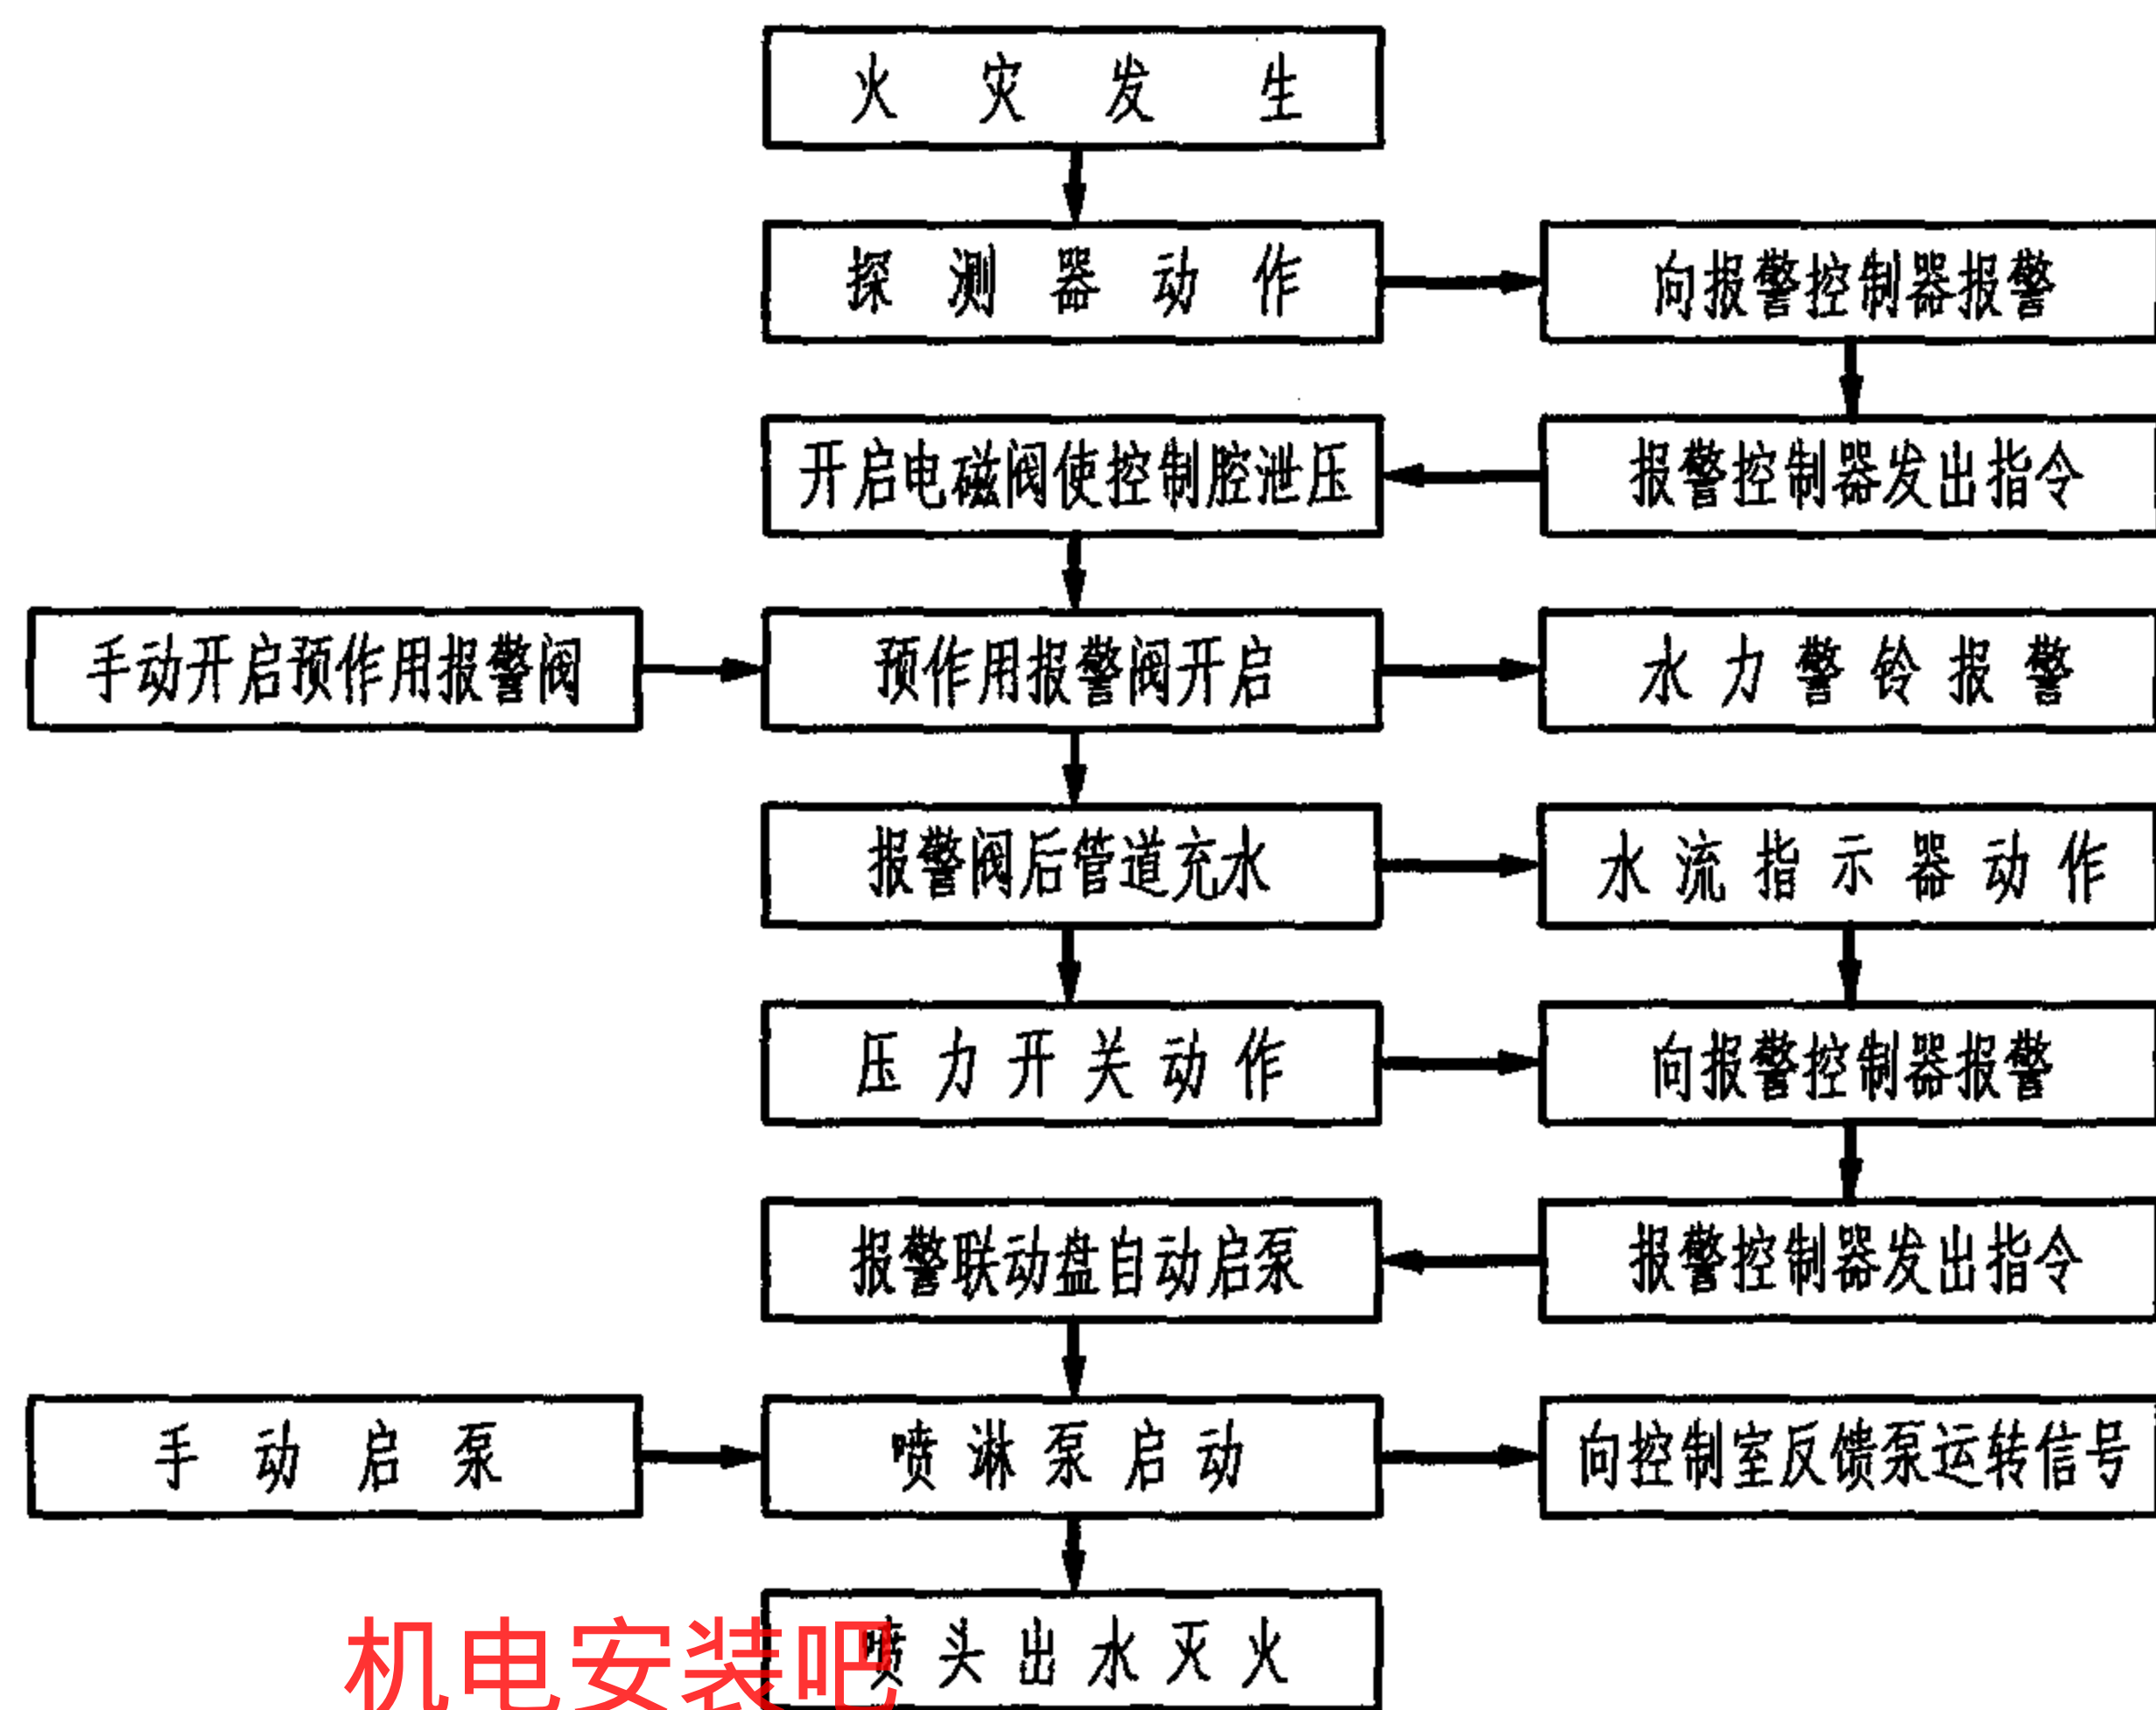 火灾发生
探测器动作
向报警控制器报警
开启电磁阀使控制腔泄压
报警控制器发出指令
手动开启预作用报警阀
预作用报警阀开启
水力警铃报警
报警阀后管道充水
水流指示器动作
压力开关动作
向报警控制器报警
报警联动盘自动启泵
报警控制器发出指令
手动启泵
喷淋泵启动
向控制室反馈泵运转信号
喷头出水灭火
机电安装吧